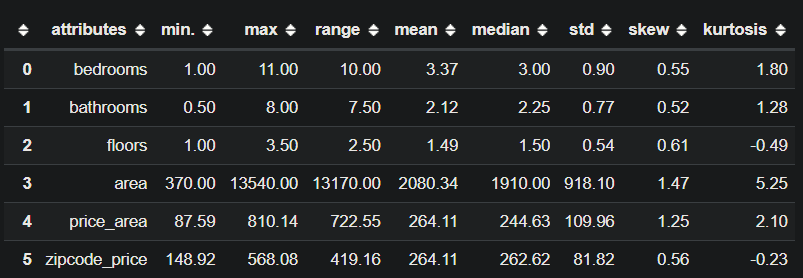 attributes min. max range mean median std skew kurtosis
0 bedrooms 1.00 11.00 10.00 3.37 3.00 0.90 0.55 1.80
1 bathrooms 0.50 8.00 7.50 2.12 2.25 0.77 0.52 1.28
2 floors 1.00 3.50 2.50 1.49 1.50 0.54 0.61 -0.49
3 area 370.00 13540.00 13170.00 2080.34 1910.00 918.10 1.47 5.25
4 price_area 87.59 810.14 722.55 264.11 244.63 109.96 1.25 2.10
5 zipcode_price 148.92 568.08 419.16 264.11 262.62 81.82 0.56 -0.23